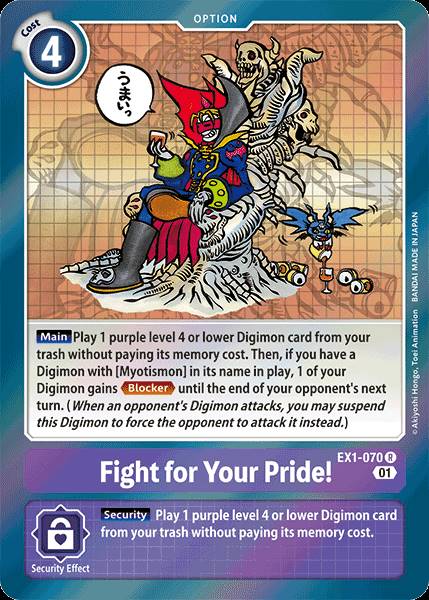 OPTION
Cost
4
うまいっ
Main Play 1 purple level 4 or lower Digimon card from your
trash without paying its memory cost. Then, if you have a
Digimon with [Myotismon] in its name in play, 1 of your
Digimon gains Blocker until the end of your opponent's next
turn. (When an opponent's Digimon attacks, you may suspend
this Digimon to force the opponent to attack it instead.)
©Akiyoshi Hongo, Toei Animation BANDAI MADE IN JAPAN
EX1-070 R
Fight for Your Pride!
01
Security Play 1 purple level 4 or lower Digimon card
from your trash without paying its memory cost.
Security Effect